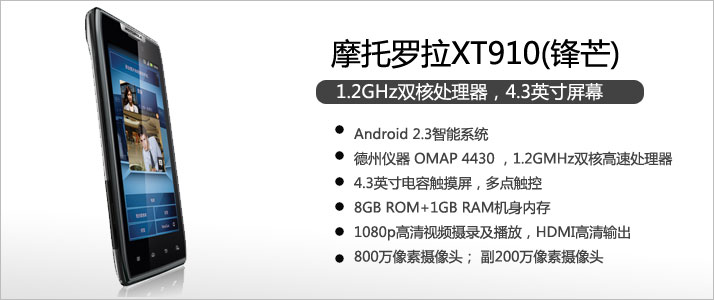 摩托罗拉XT910(锋芒)
1.2GHz双核处理器，4.3英寸屏幕
Android 2.3智能系统
德州仪器 OMAP 4430 ，1.2GMHz双核高速处理器
4.3英寸电容触摸屏，多点触控
8GB ROM+1GB RAM机身内存
1080p高清视频摄录及播放，HDMI高清输出
800万像素摄像头； 副200万像素摄像头